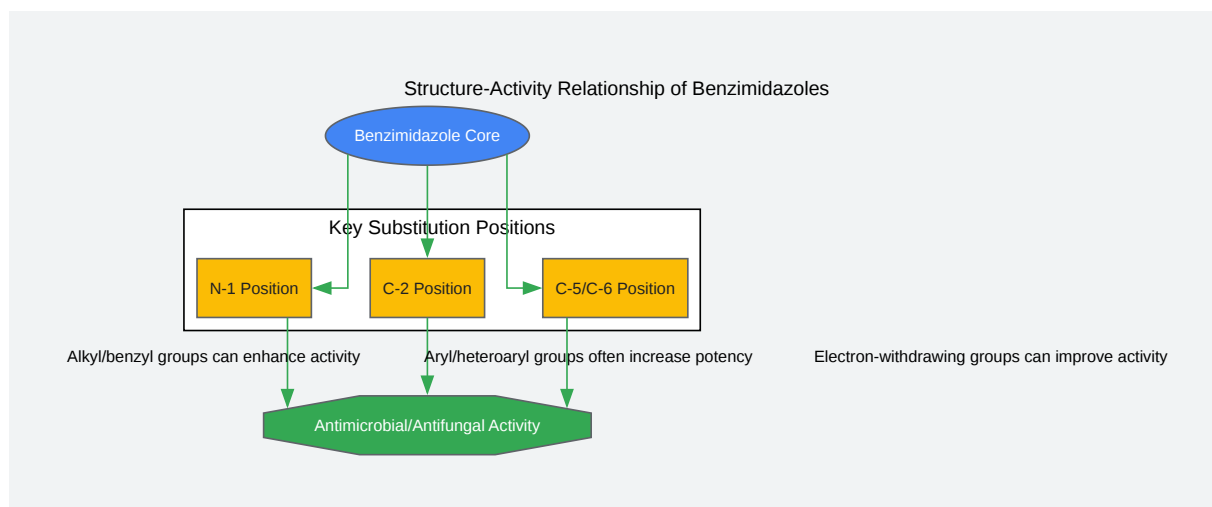 Structure-Activity Relationship of Benzimidazoles
Benzimidazole Core
Key Substitution Positions
N-1 Position
C-2 Position
C-5/C-6 Position
Alkyl/benzyl groups can enhance activity
Aryl/heteroaryl groups often increase potency
Electron-withdrawing groups can improve activity
Antimicrobial/Antifungal Activity